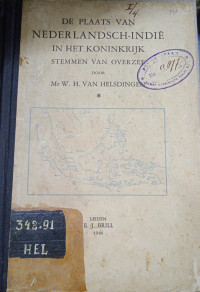 I/4
DE PLAATS VAN
NEDERLANDSCH-INDIË
IN HET KONINKRIJK
STEMMEN VAN OVERZEE
DOOR
Mr W. H. VAN HELSDINGEN
LEIDEN
E. J. BRILL
1946
342.91
HEL